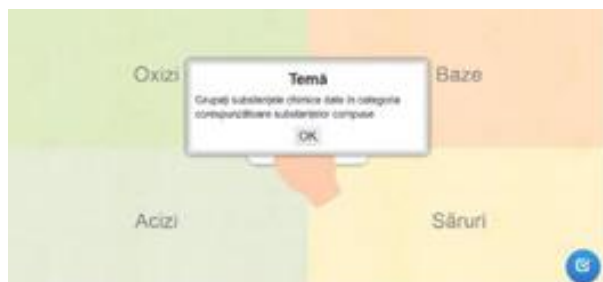 Oxizi
Baze
Temă
Grupați substanțele chimice date în categoria
corespunzătoare substanțelor compuse
OK
Acizi
Săruri